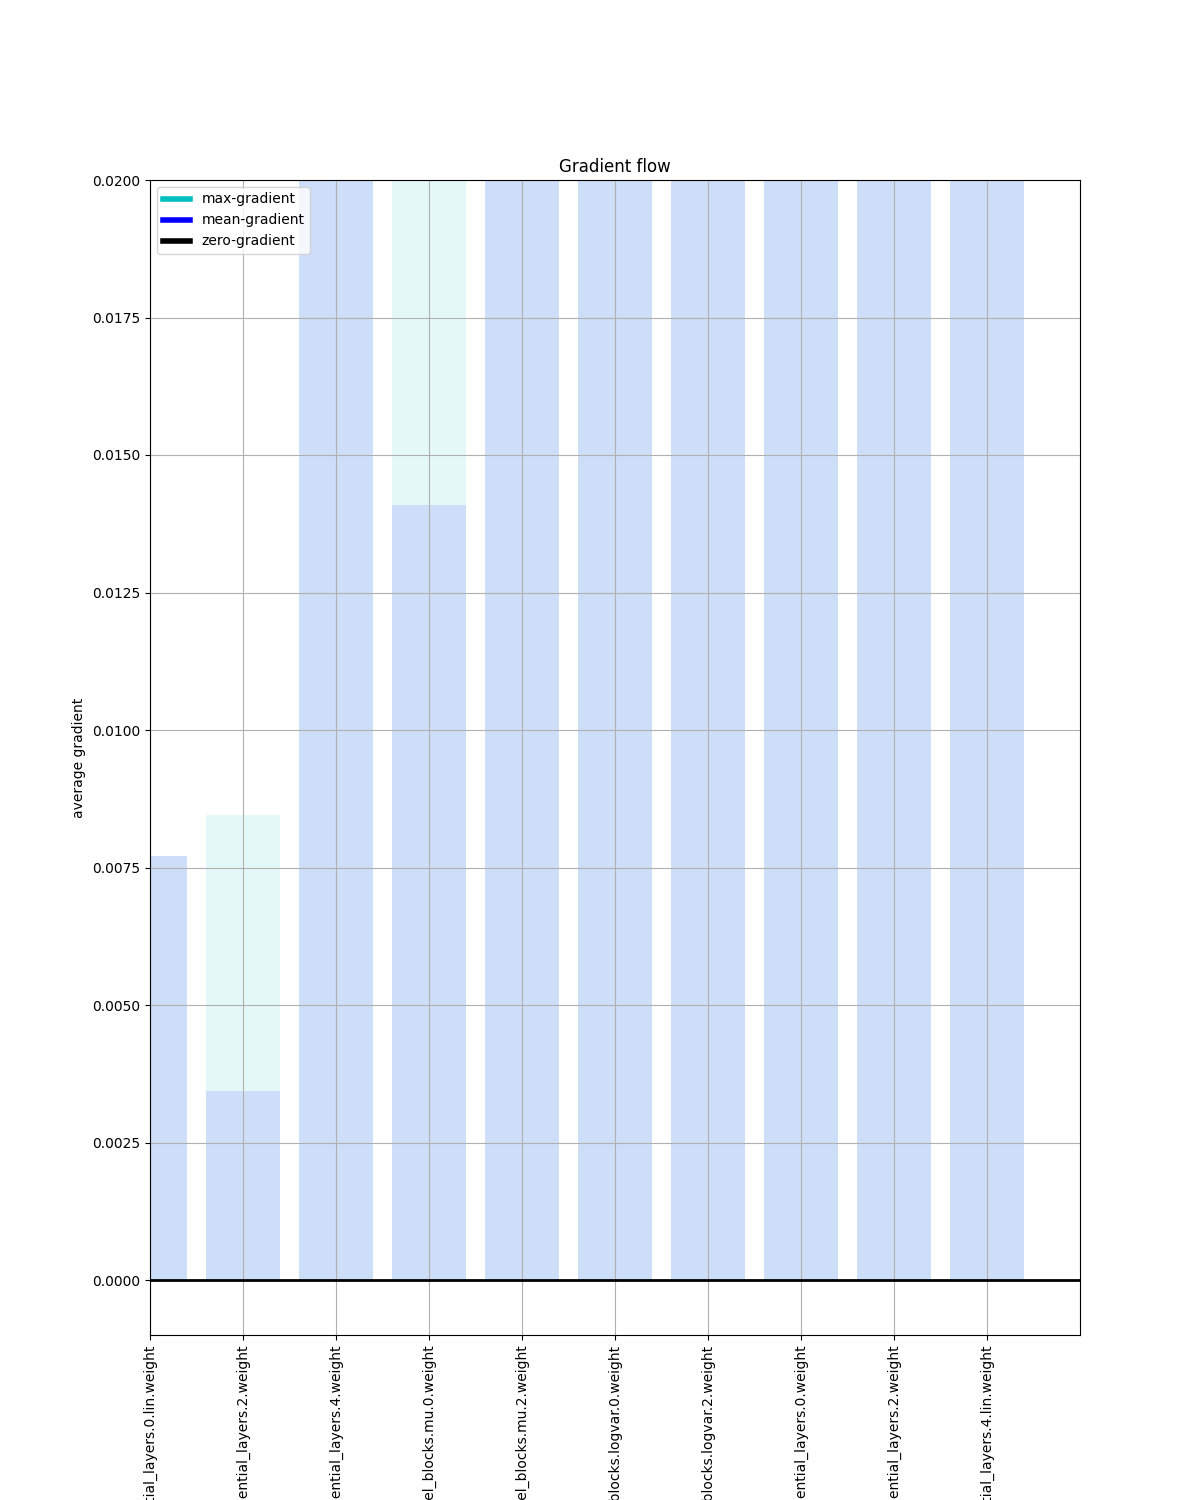 Gradient flow
max-gradient
mean-gradient
zero-gradient
0.0200
0.0175
0.0150
0.0125
0.0100
0.0075
0.0050
0.0025
0.0000
average gradient
tial_layers.0.lin.weight
ential_layers.2.weight
ential_layers.4.weight
el_blocks.mu.0.weight
el_blocks.mu.2.weight
blocks.logvar.0.weight
blocks.logvar.2.weight
ential_layers.0.weight
ential_layers.2.weight
tial_layers.4.lin.weight